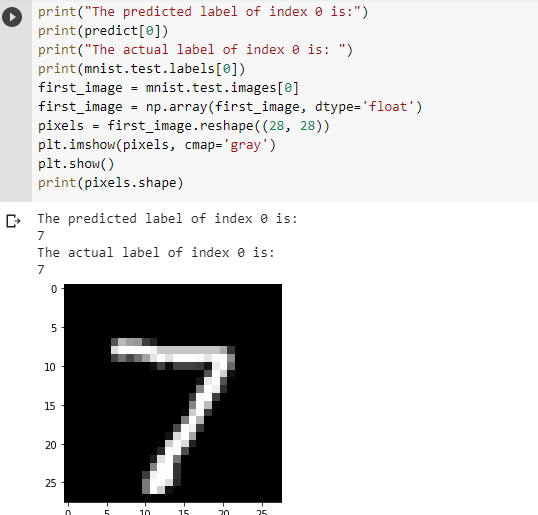 print("The predicted label of index 0 is:")
print(predict[0])
print("The actual label of index 0 is: ")
print(mnist.test.labels[0])
first_image = mnist.test.images[0]
first_image = np.array(first_image, dtype='float')
pixels = first_image.reshape((28, 28))
plt.imshow(pixels, cmap='gray')
plt.show()
print(pixels.shape)
The predicted label of index 0 is:
7
The actual label of index 0 is:
7
0
5
10
15
20
25
7
0 5 10 15 20 25